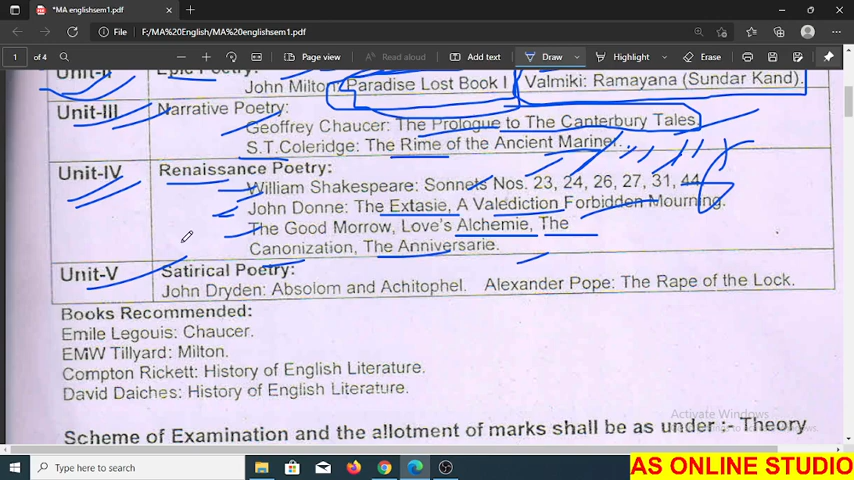 *MA englishsem1.pdf
File
F:/MA%20English/MA%20englishsem1.pdf
1 of 4
Page view
Read aloud
Add text
Draw
Highlight
Erase
Unit-II Epic Poetry:
John Milton: Paradise Lost Book I Valmiki: Ramayana (Sundar Kand).
Unit-III Narrative Poetry:
Geoffrey Chaucer: The Prologue to The Canterbury Tales.
S.T.Coleridge: The Rime of the Ancient Mariner.
Unit-IV Renaissance Poetry:
William Shakespeare: Sonnets Nos. 23, 24, 26, 27, 31, 44
John Donne: The Extasie, A Valediction Forbidden Mourning.
The Good Morrow, Love's Alchemie, The
Canonization, The Anniversarie.
Unit-V Satirical Poetry:
John Dryden: Absolom and Achitophel. Alexander Pope: The Rape of the Lock.
Books Recommended:
Emile Legouis: Chaucer.
EMW Tillyard: Milton.
Compton Rickett: History of English Literature.
David Daiches: History of English Literature.
Activate Windows
Scheme of Examination and the allotment of marks shall be as under :- Theory
Type here to search
AS ONLINE STUDIO